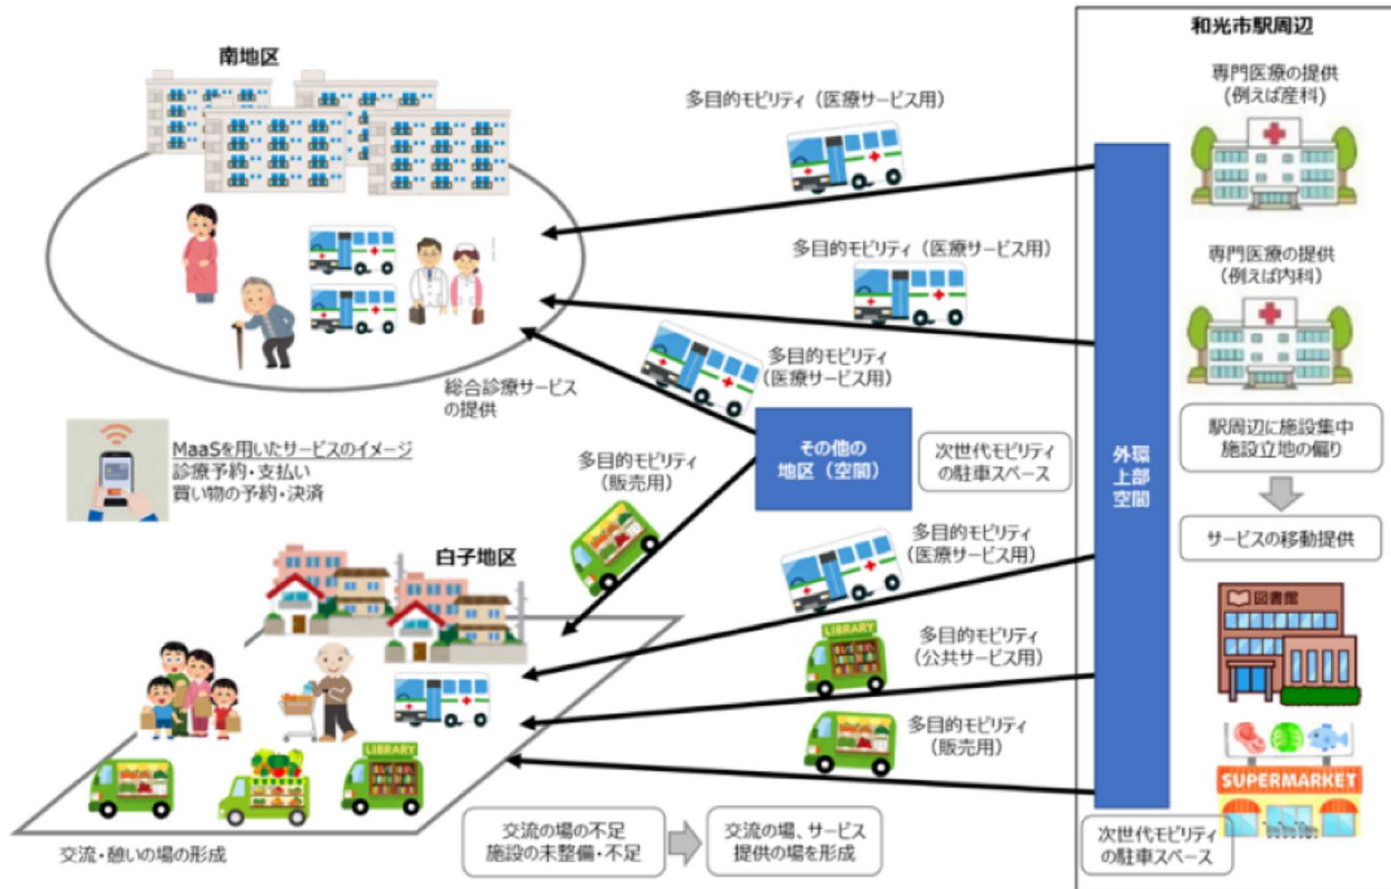 和光市駅周辺
南地区
専門医療の提供
(例えば産科)
多目的モビリティ（医療サービス用）
多目的モビリティ（医療サービス用）
専門医療の提供
（例えば内科）
多目的モビリティ
（医療サービス用）
総合診療サービス
の提供
MaaSを用いたサービスのイメージ
診療予約・支払い
買い物の予約・決済
多目的モビリティ
（販売用）
その他の
地区（空間）
次世代モビリティ
の駐車スペース
外環
上部
空間
駅周辺に施設集中
施設立地の偏り
サービスの移動提供
白子地区
多目的モビリティ
（医療サービス用）
LIBRARY
多目的モビリティ
（公共サービス用）
図書館
多目的モビリティ
（販売用）
LIBRARY
SUPERMARKET
交流の場の不足
施設の未整備・不足
交流の場、サービス
提供の場を形成
次世代モビリティ
の駐車スペース
交流・憩いの場の形成